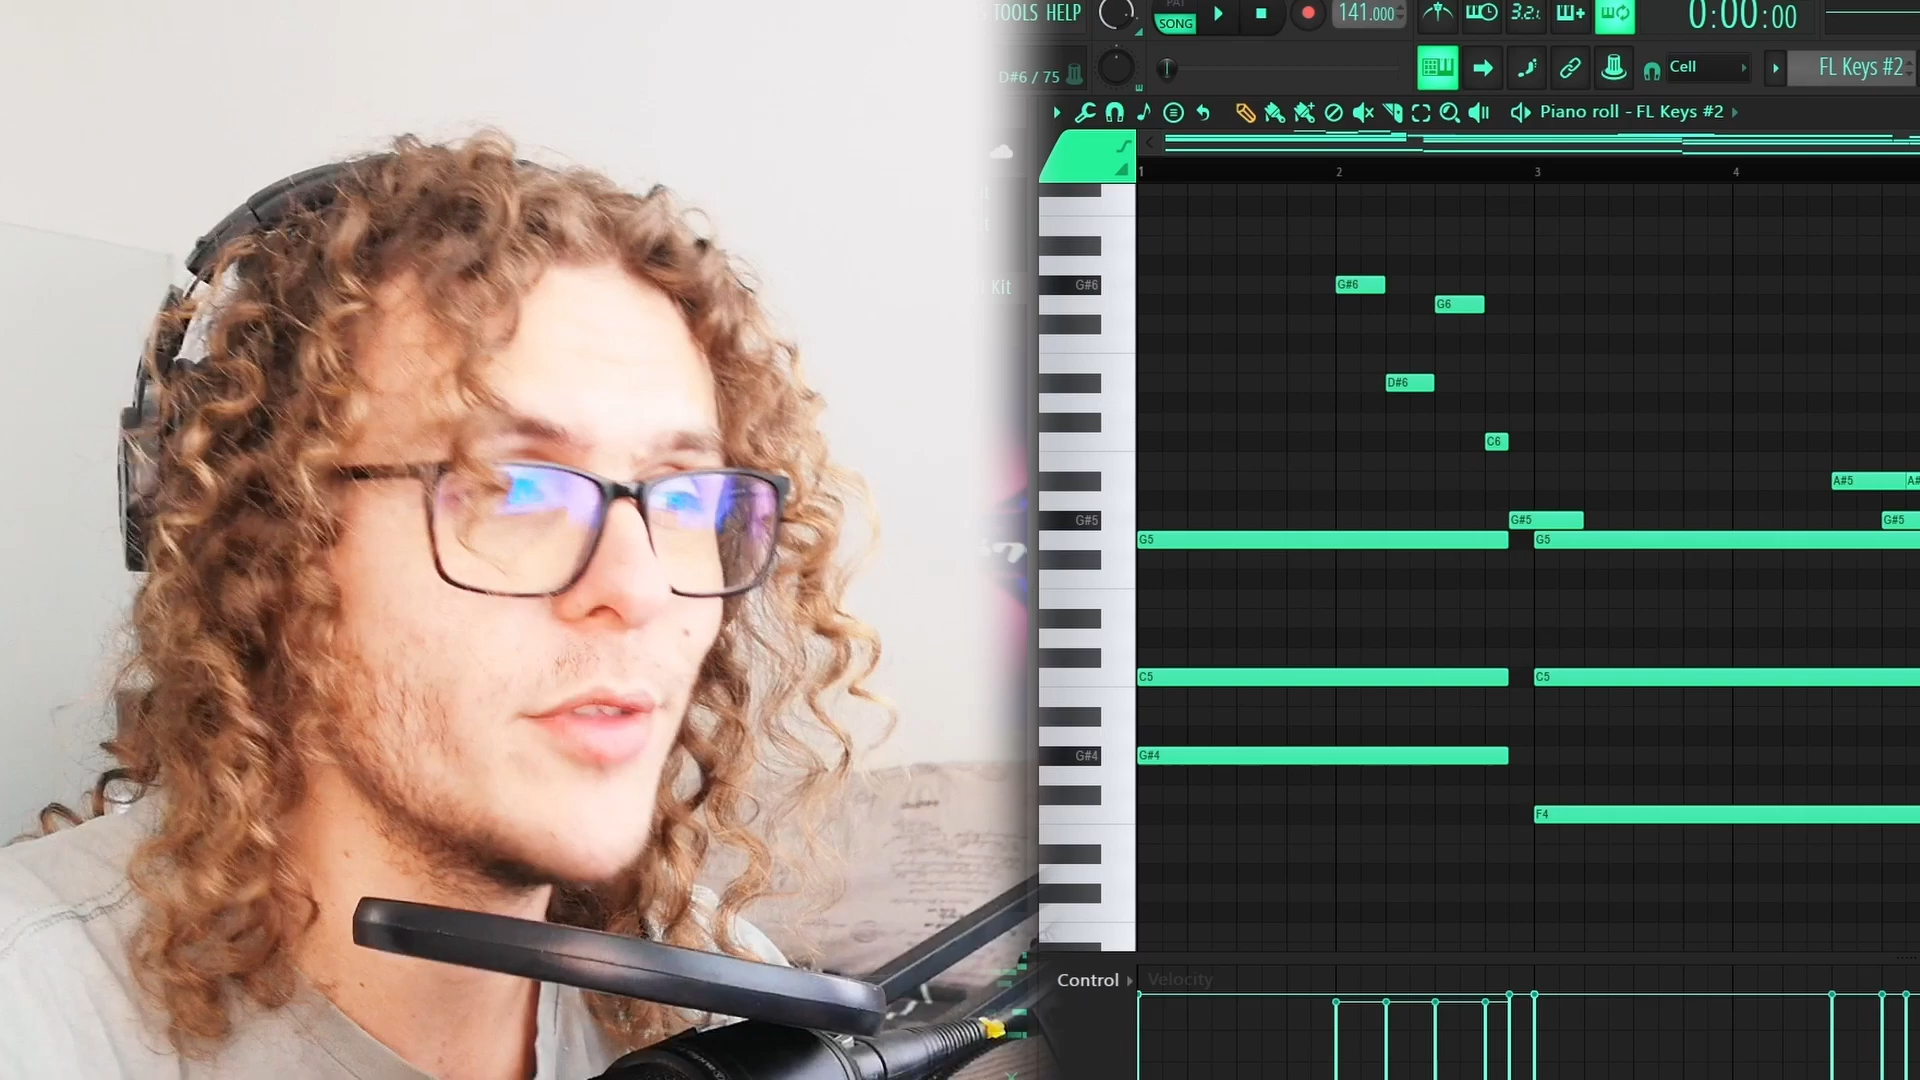 TOOLS HELP
PAT
SONG
141.000
3.2.
0:00:00
D#6 / 75
Cell
FL Keys #2
Piano roll - FL Keys #2
1 2 3 4
Kit
G#6 G#6
G6
D#6
C6
A#5 A#
G#5 G#5 G#5
G5 G5
C5 C5
G#4 G#4
F4
Control Velocity